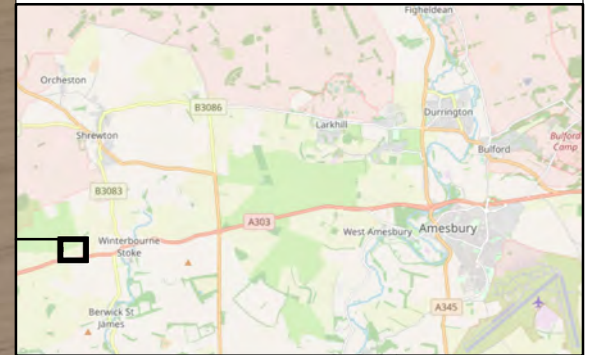 Figheldean
Orcheston
B3086
Durrington
Larkhill
Shrewton
Bulford
Bulford
Camp
B3083
A303
West Amesbury
Amesbury
Winterbourne
Stoke
A345
Berwick St
James